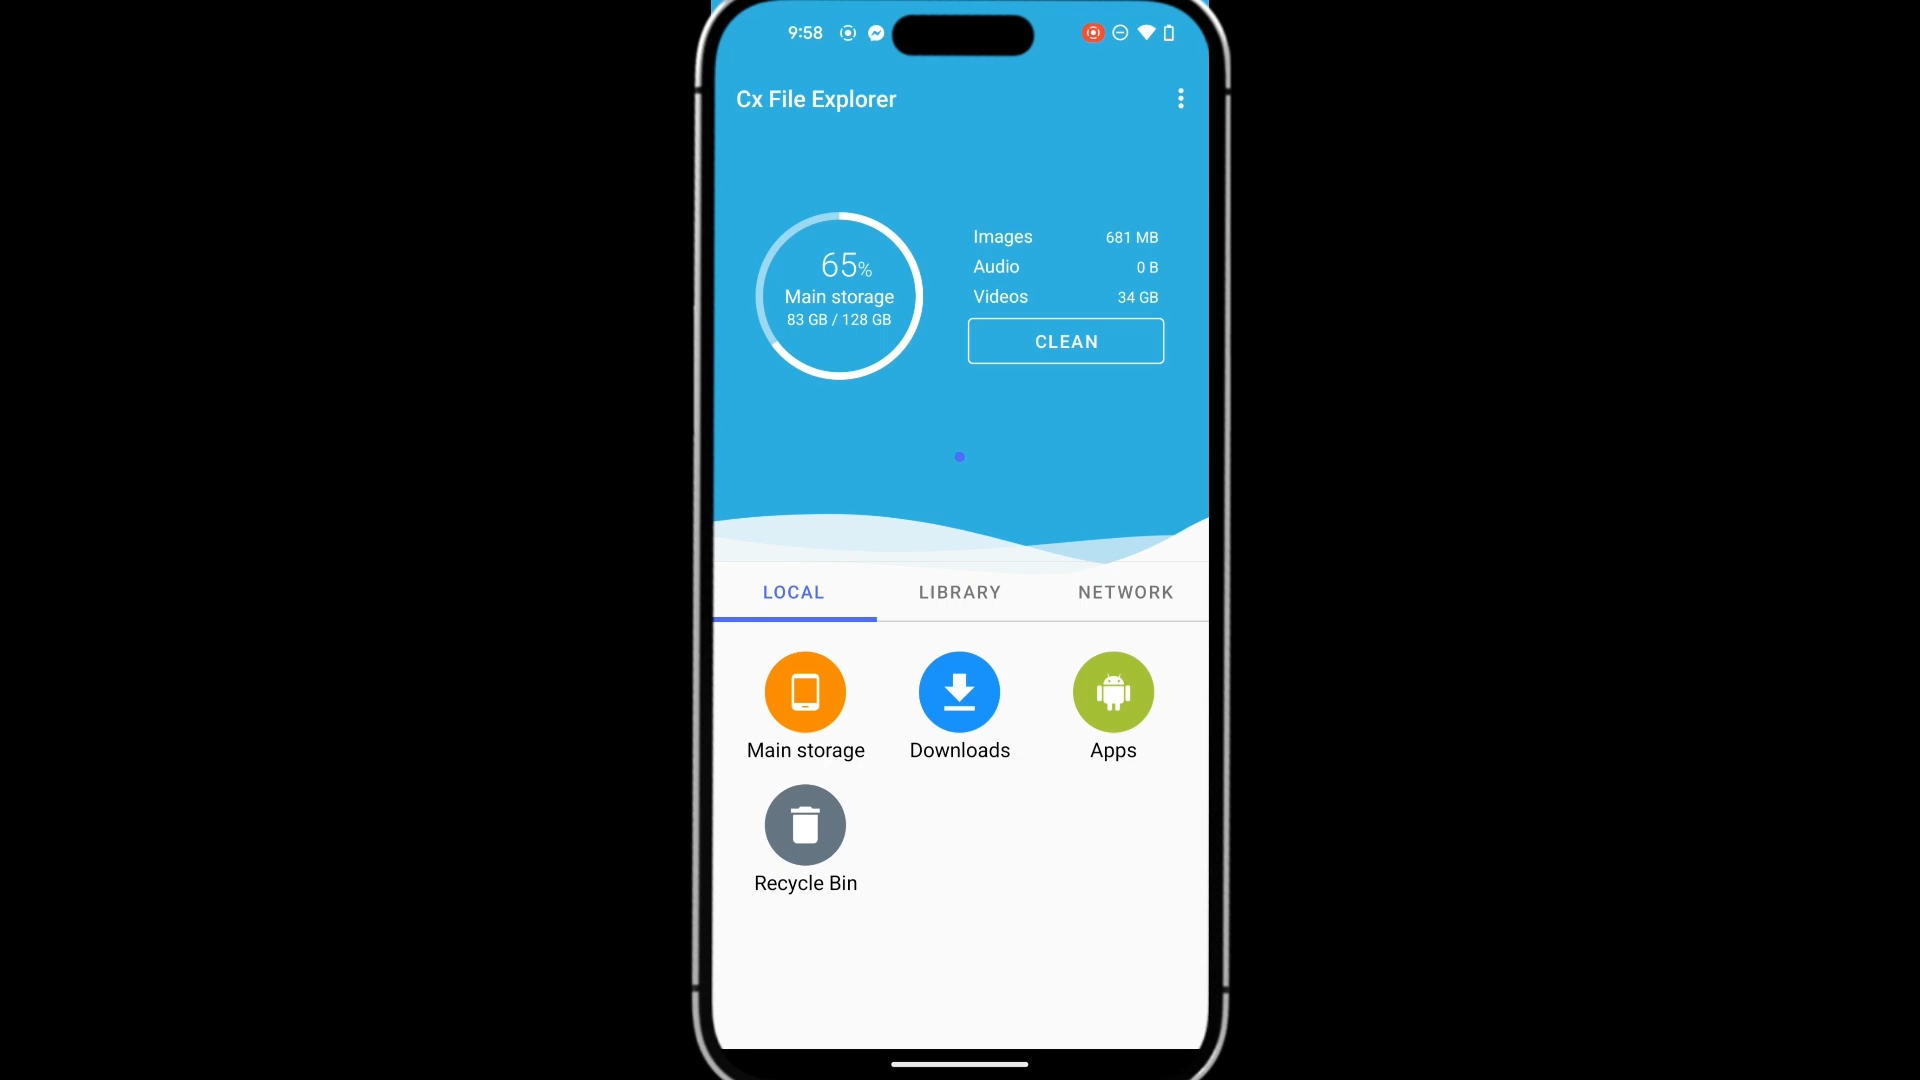 9:58
Cx File Explorer
65%
Main storage
83 GB / 128 GB
Images 681 MB
Audio 0 B
Videos 34 GB
CLEAN
LOCAL LIBRARY NETWORK
Main storage Downloads Apps
Recycle Bin